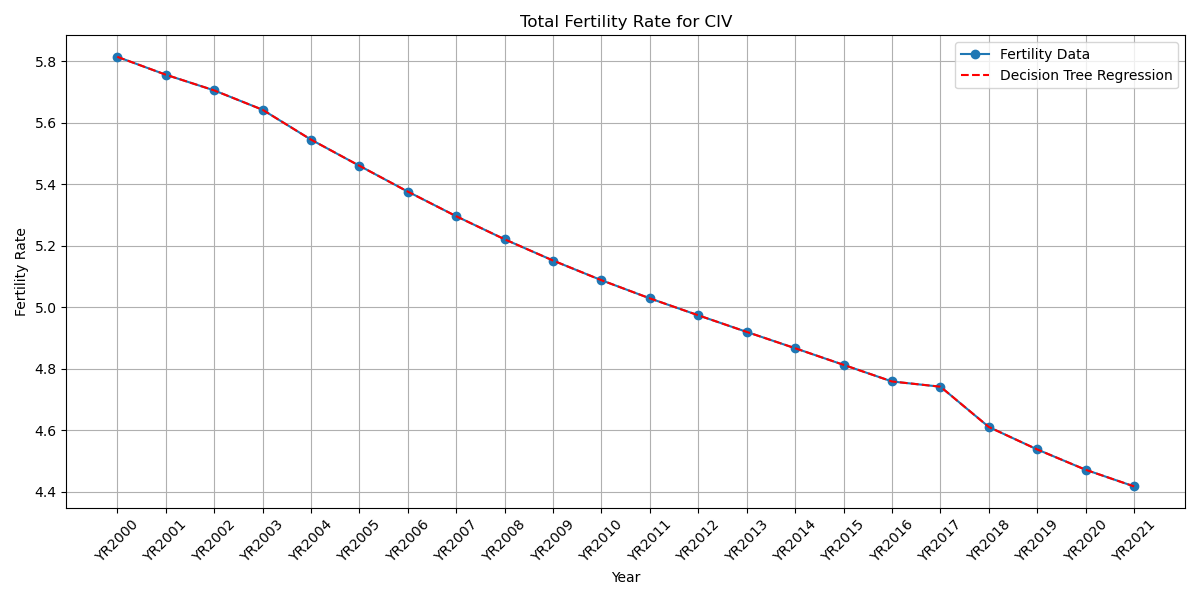 Total Fertility Rate for CIV
Fertility Data
Decision Tree Regression
Fertility Rate
5.8
5.6
5.4
5.2
5.0
4.8
4.6
4.4
YR2000
YR2001
YR2002
YR2003
YR2004
YR2005
YR2006
YR2007
YR2008
YR2009
YR2010
YR2011
YR2012
YR2013
YR2014
YR2015
YR2016
YR2017
YR2018
YR2019
YR2020
YR2021
Year